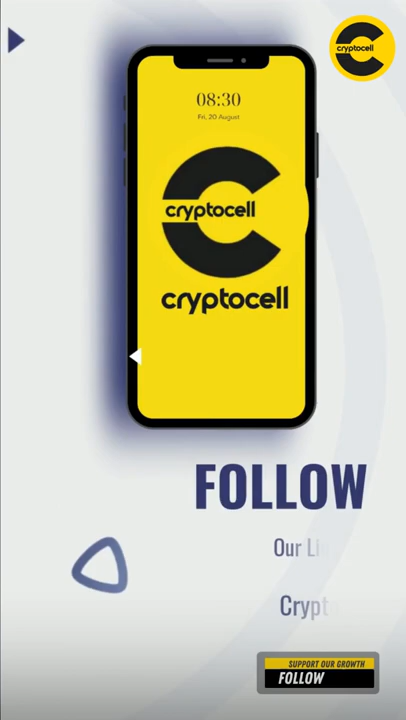 cryptocell
08:30
Fri, 20 August
cryptocell
cryptocell
FOLLOW
Our
SUPPORT OUR GROWTH
FOLLOW